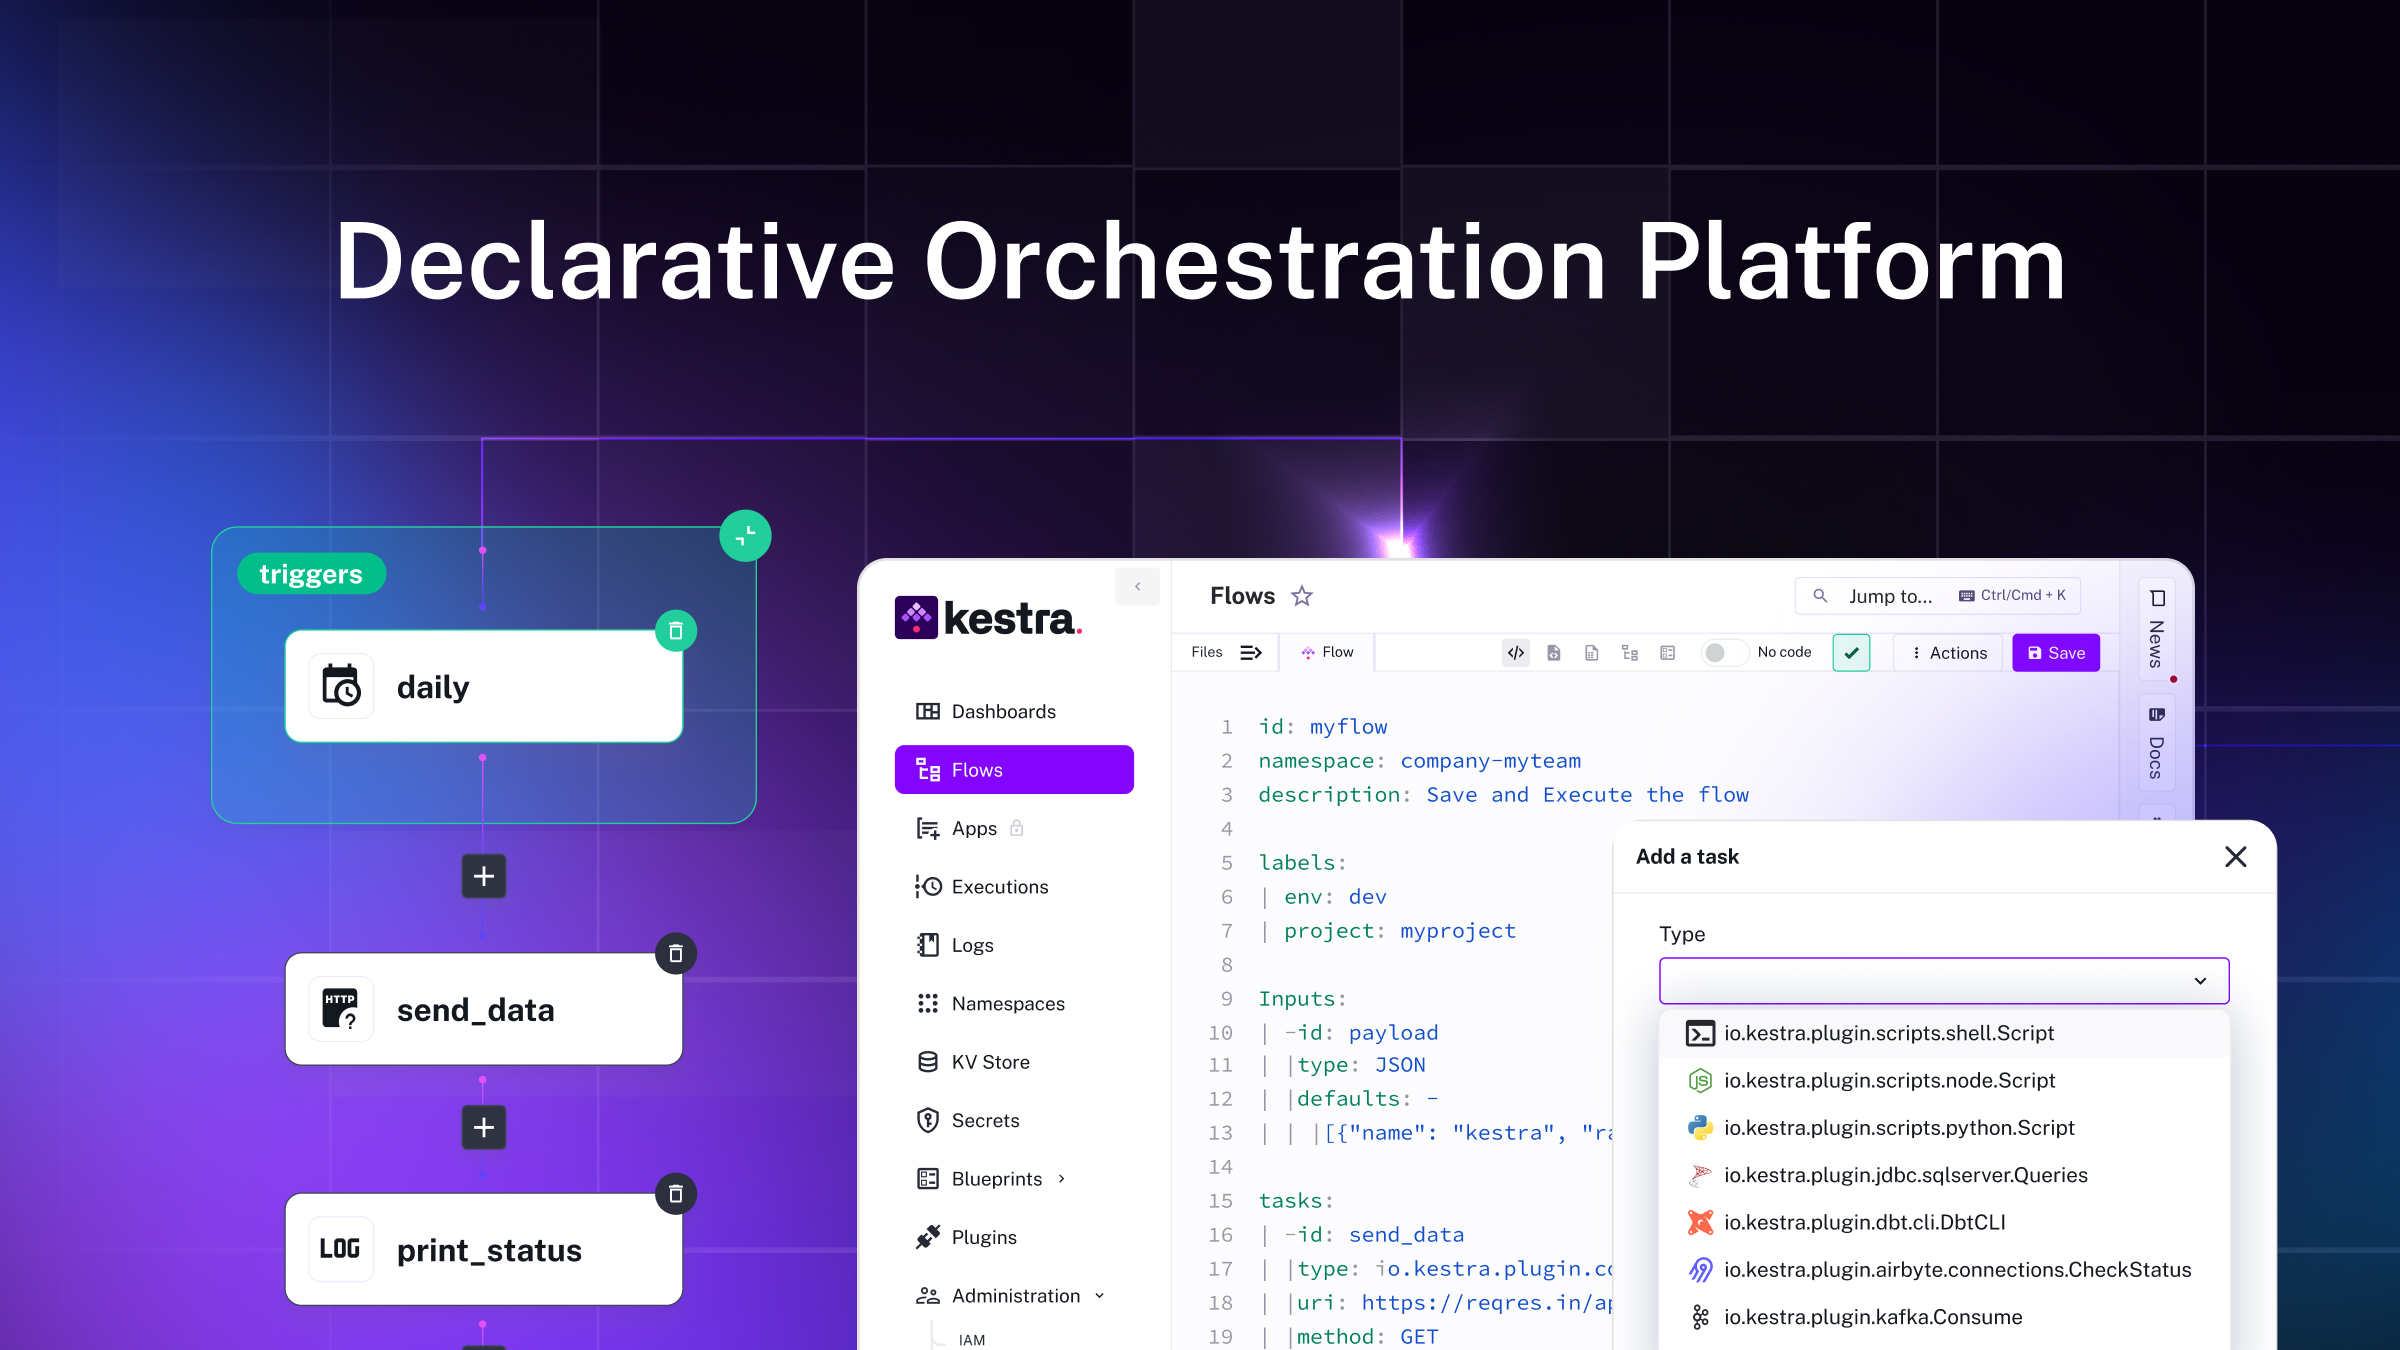 Declarative Orchestration Platform
triggers
daily
HTTP
?
send_data
LOG
print_status
kestra.
Dashboards
Flows
Apps
Executions
Logs
Namespaces
KV Store
Secrets
Blueprints
Plugins
Administration
IAM
Flows
Jump to...
Ctrl/Cmd + K
Files
Flow
No code
Actions
Save
News
Docs
1 id: myflow
2 namespace: company-myteam
3 description: Save and Execute the flow
4
5 labels:
6 | env: dev
7 | project: myproject
8
9 Inputs:
10 | -id: payload
11 | |type: JSON
12 | |defaults: -
13 | | |[{"name": "kestra", "ra
14
15 tasks:
16 | -id: send_data
17 | |type: io.kestra.plugin.co
18 | |uri: https://reqres.in/ap
19 | |method: GET
Add a task
Type
io.kestra.plugin.scripts.shell.Script
JS io.kestra.plugin.scripts.node.Script
io.kestra.plugin.scripts.python.Script
io.kestra.plugin.jdbc.sqlserver.Queries
io.kestra.plugin.dbt.cli.DbtCLI
io.kestra.plugin.airbyte.connections.CheckStatus
io.kestra.plugin.kafka.Consume